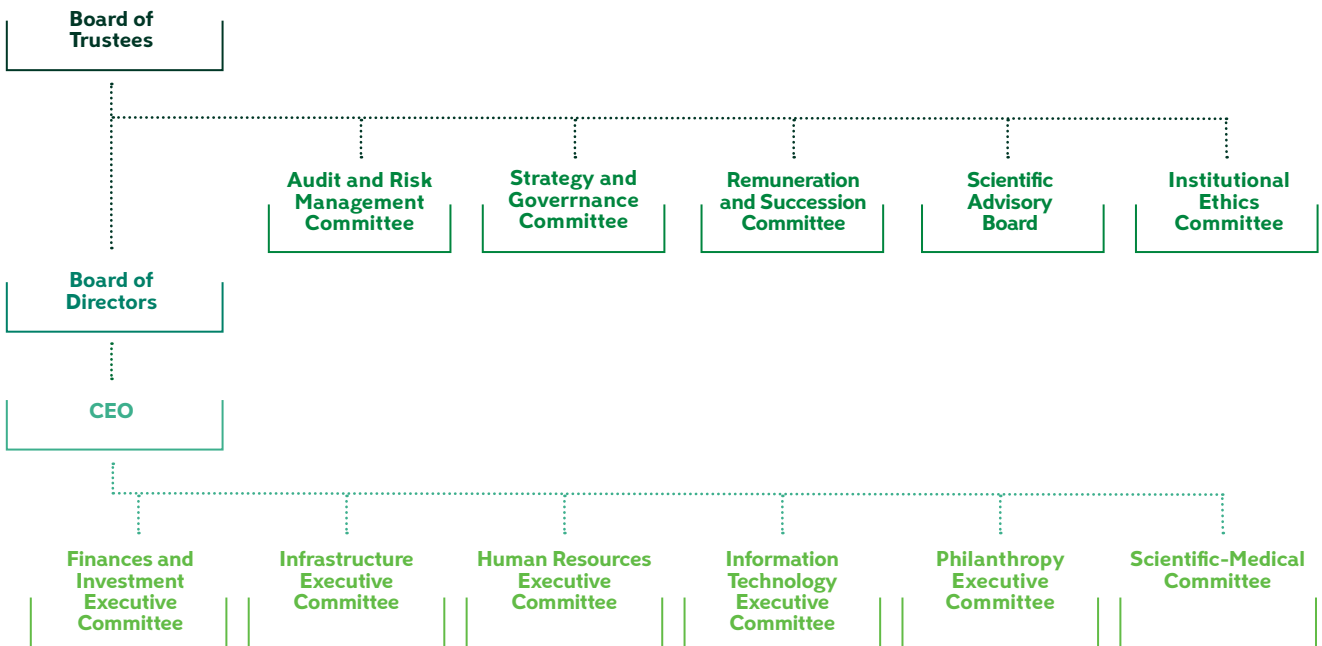 Board of
Trustees
Audit and Risk
Management
Committee
Strategy and
Goverrnance
Committee
Remuneration
and Succession
Committee
Scientific
Advisory
Board
Institutional
Ethics
Committee
Board of
Directors
CEO
Finances and
Investment
Executive
Committee
Infrastructure
Executive
Committee
Human Resources
Executive
Committee
Information
Technology
Executive
Committee
Philanthropy
Executive
Committee
Scientific-Medical
Committee